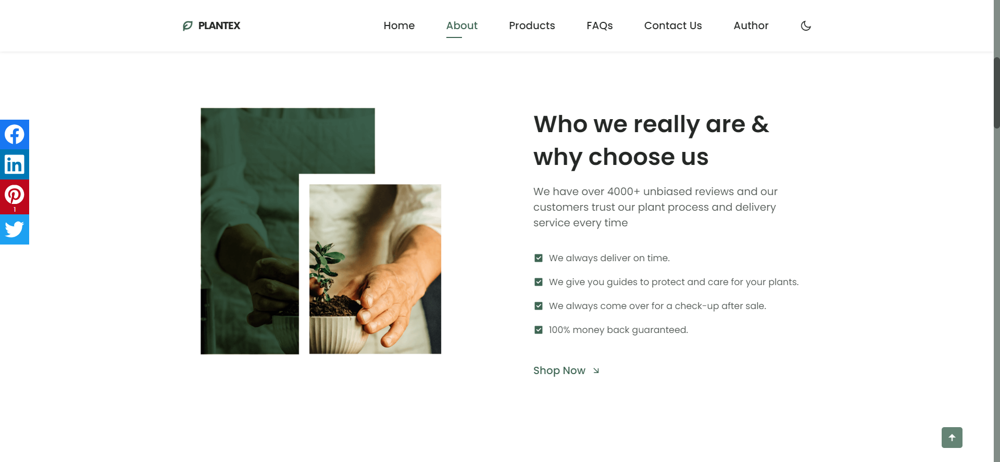 PLANTEX
Home
About
Products
FAQs
Contact Us
Author
1
Who we really are &
why choose us
We have over 4000+ unbiased reviews and our
customers trust our plant process and delivery
service every time
We always deliver on time.
We give you guides to protect and care for your plants.
We always come over for a check-up after sale.
100% money back guaranteed.
Shop Now